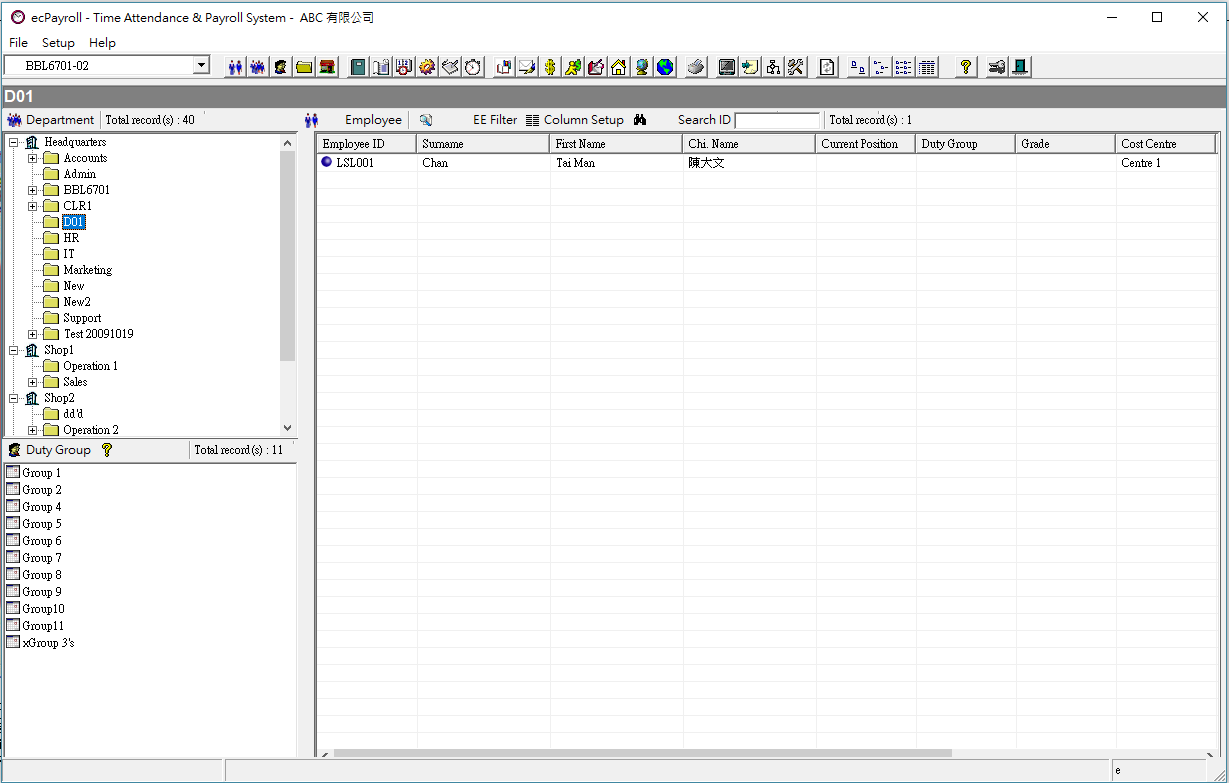 ecPayroll - Time Attendance & Payroll System - ABC 有限公司
File Setup Help
BBL6701-02
D01
Department Total record(s) : 40
Employee EE Filter Column Setup Search ID Total record(s) : 1
Headquarters
Accounts
Admin
BBL6701
CLR1
D01
HR
IT
Marketing
New
New2
Support
Test 20091019
Shop1
Operation 1
Sales
Shop2
dd'd
Operation 2
Duty Group Total record(s) : 11
Group 1
Group 2
Group 4
Group 5
Group 6
Group 7
Group 8
Group 9
Group10
Group11
xGroup 3's
Employee ID Surname First Name Chi. Name Current Position Duty Group Grade Cost Centre
LSL001 Chan Tai Man 陳大文 Centre 1
e